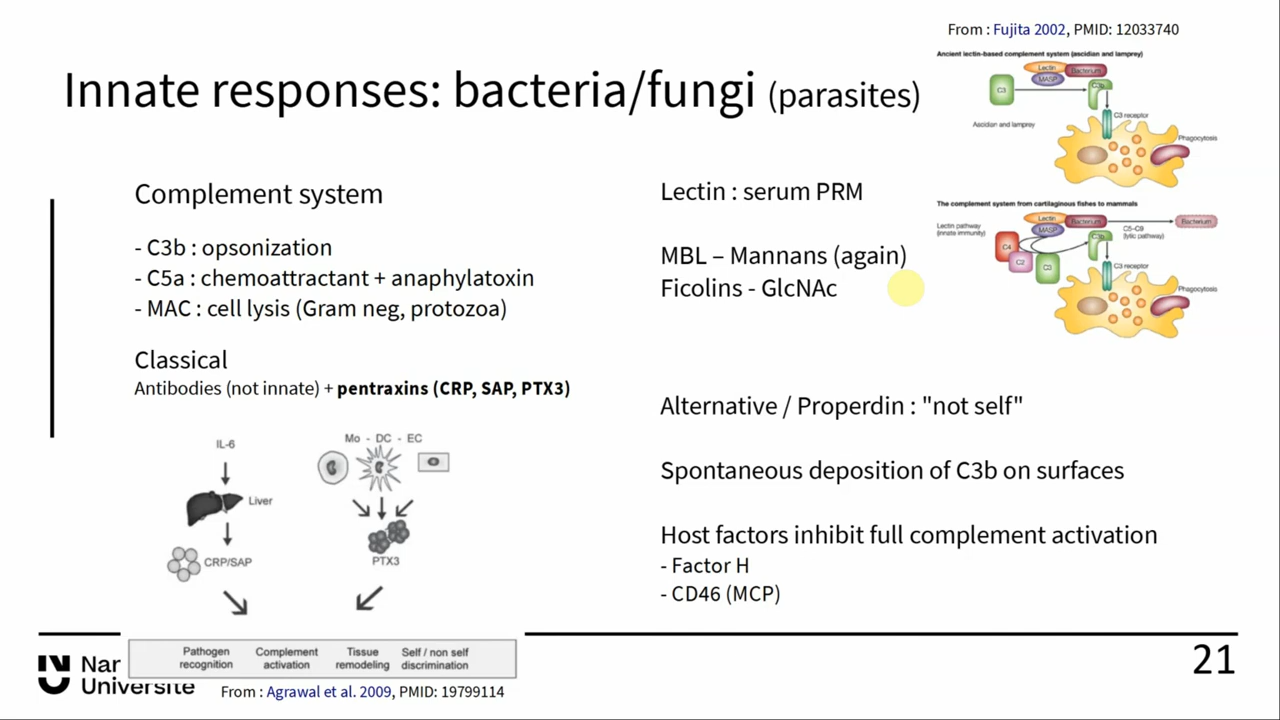 From : Fujita 2002, PMID: 12033740
Innate responses: bacteria/fungi (parasites)
Complement system
- C3b : opsonization
- C5a : chemoattractant + anaphylatoxin
- MAC : cell lysis (Gram neg, protozoa)
Classical
Antibodies (not innate) + pentraxins (CRP, SAP, PTX3)
IL-6
Liver
CRP/SAP
Mo - DC - EC
PTX3
Pathogen recognition
Complement activation
Tissue remodeling
Self / non self discrimination
From : Agrawal et al. 2009, PMID: 19799114
Lectin : serum PRM
MBL – Mannans (again)
Ficolins - GlcNAc
Alternative / Properdin : "not self"
Spontaneous deposition of C3b on surfaces
Host factors inhibit full complement activation
- Factor H
- CD46 (MCP)
Ancient lectin-based complement system (ascidian and lamprey)
Lectin
MASP
Bacterium
C3
C3b
C3 receptor
Ascidian and lamprey
Phagocytosis
The complement system from cartilaginous fishes to mammals
Lectin pathway
(innate immunity)
Lectin
MASP
Bacterium
C5–C9
(lytic pathway)
Bacterium
C4
C2
C3
C3b
C3 receptor
Phagocytosis
Nan
Université
21